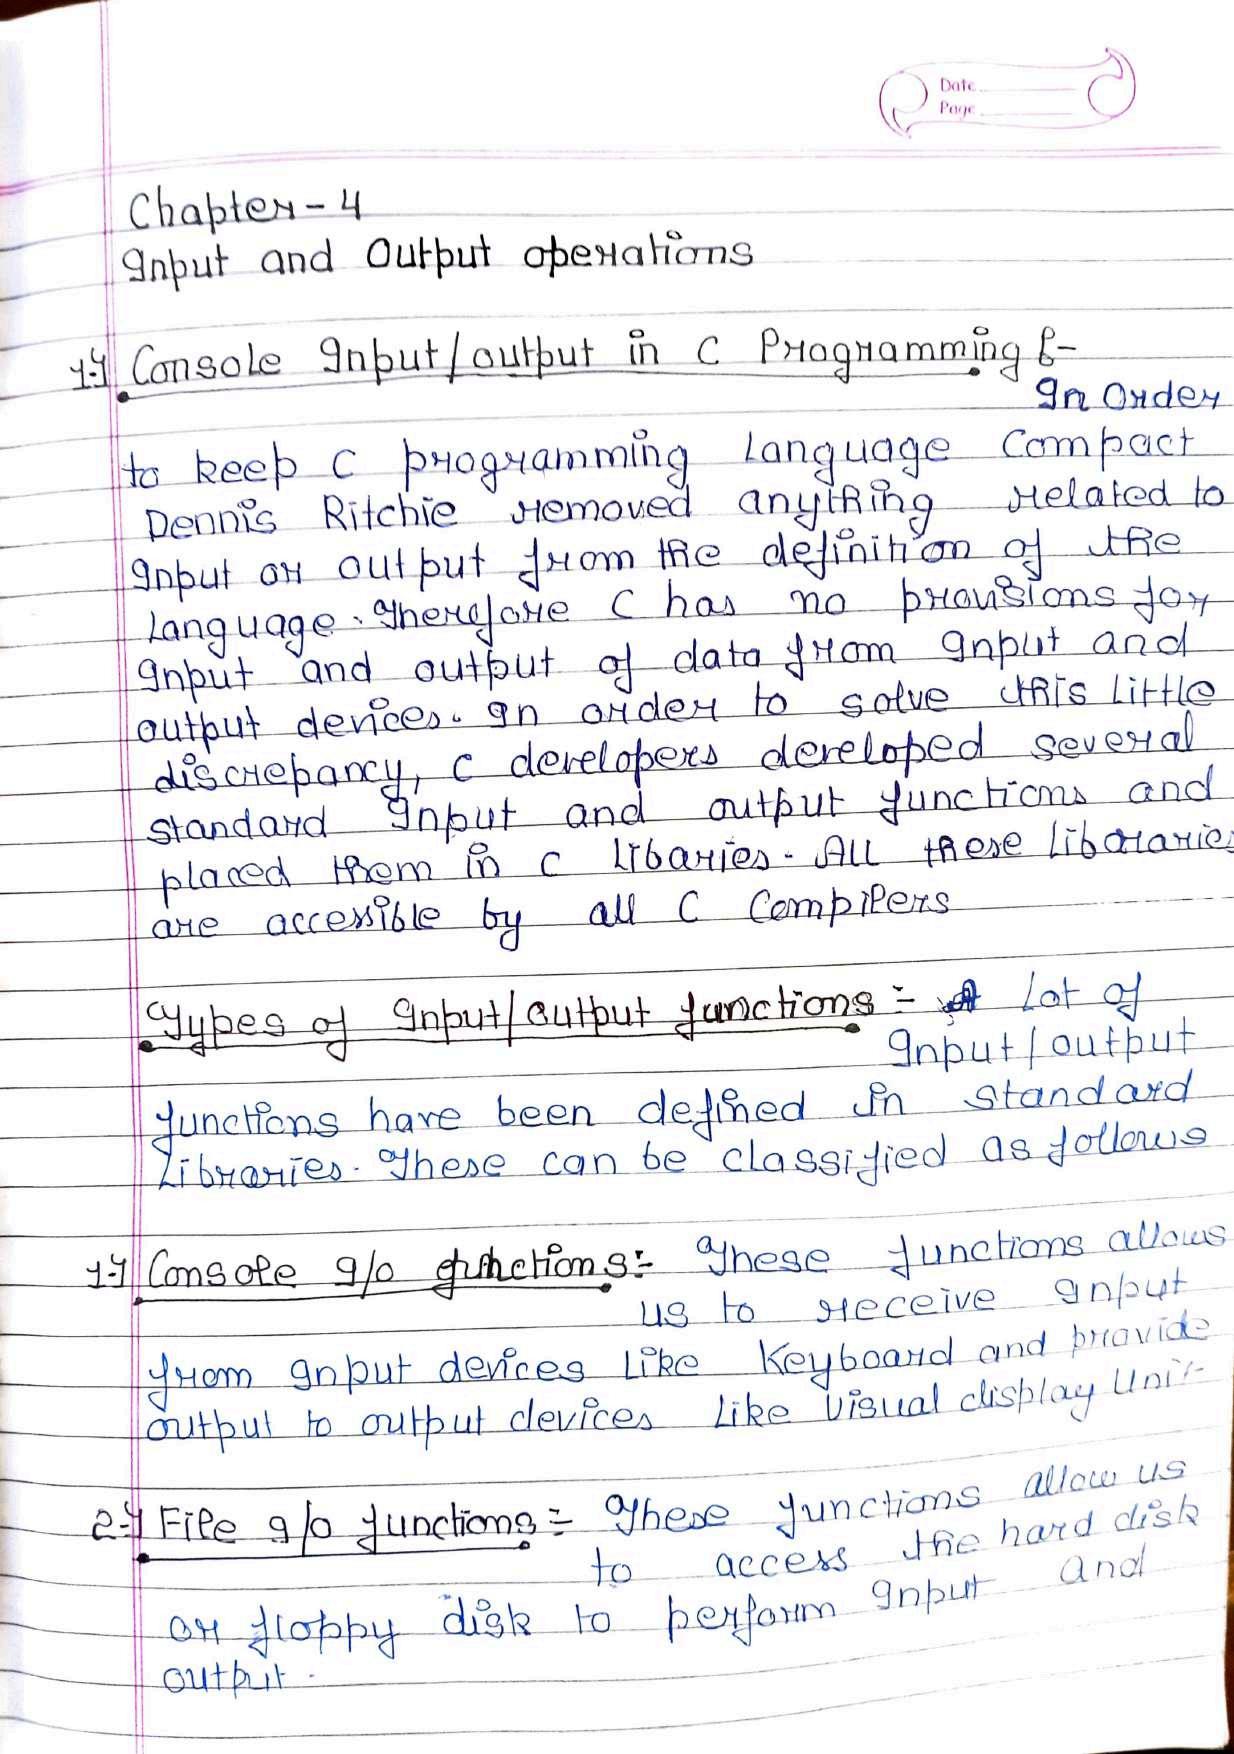 Date
Page
Chapter - 4
Input and Output operations
1.) Console Input/output in C Programming :-
In Order
to keep C programming language Compact
Dennis Ritchie removed anything related to
Input or output from the definition of the
language. Therefore C has no provisions for
Input and output of data from Input and
output devices. In order to solve this little
discrepancy, C developers developed several
standard Input and output functions and
placed them in C libaries. All these libararies
are accessible by all C Compilers
Types of Input/output functions :- A lot of
Input/output
functions have been defined in standard
libraries. These can be classified as follows
1.) Console I/O functions:- These functions allows
us to receive Input
from Input devices like Keyboard and provide
output to output devices like Visual display Unit
2.) File I/O functions :- These functions allow us
to access the hard disk
or floppy disk to perform Input and
output.